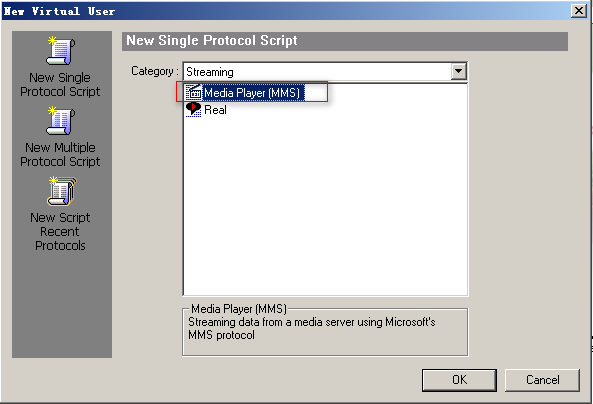 New Virtual User
New Single
Protocol Script
New Multiple
Protocol Script
New Script
Recent
Protocols
New Single Protocol Script
Category : Streaming
Media Player (MMS)
Real
Media Player (MMS)
Streaming data from a media server using Microsoft's
MMS protocol
OK
Cancel